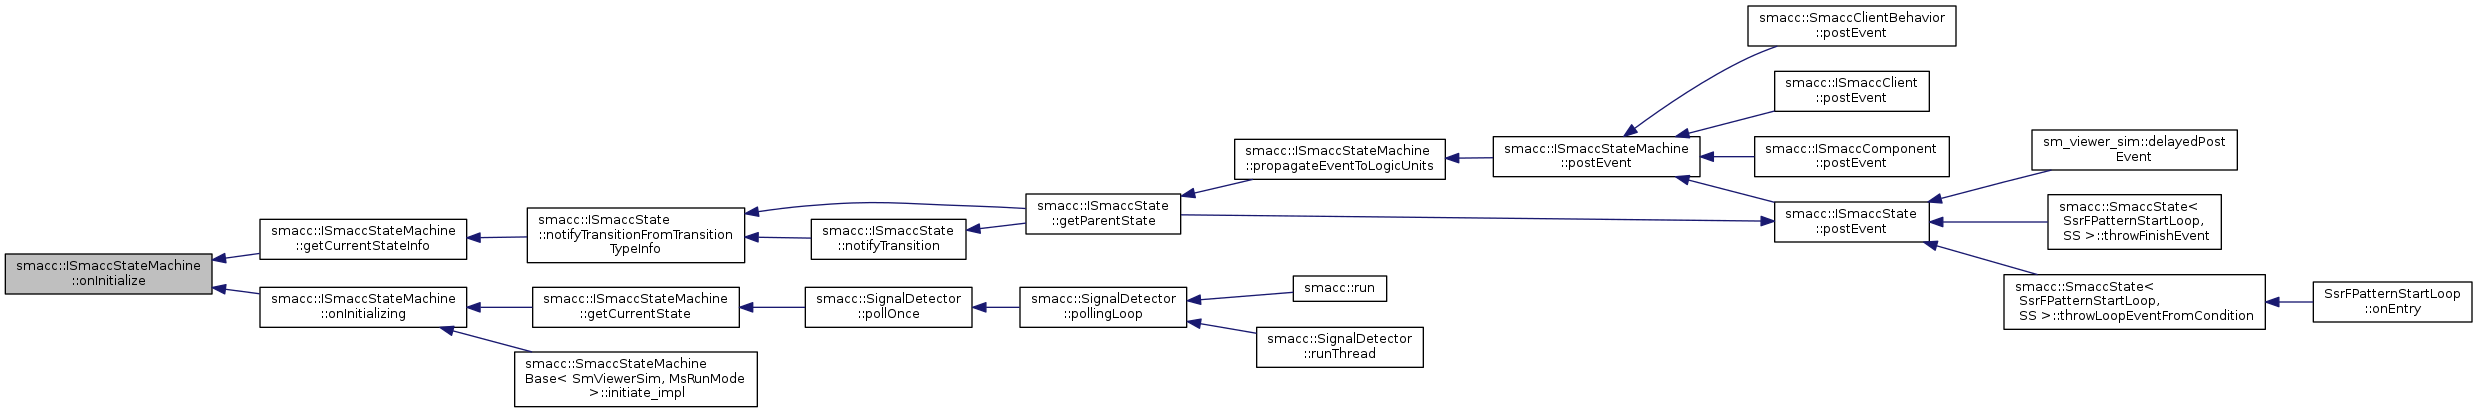 smacc::ISmaccStateMachine
::onInitialize
smacc::ISmaccStateMachine
::getCurrentStateInfo
smacc::ISmaccStateMachine
::onInitializing
smacc::ISmaccState
::notifyTransitionFromTransition
TypeInfo
smacc::ISmaccStateMachine
::getCurrentState
smacc::SmaccStateMachine
Base< SmViewerSim, MsRunMode
>::initiate_impl
smacc::ISmaccState
::notifyTransition
smacc::SignalDetector
::pollOnce
smacc::ISmaccState
::getParentState
smacc::SignalDetector
::pollingLoop
smacc::ISmaccStateMachine
::propagateEventToLogicUnits
smacc::run
smacc::SignalDetector
::runThread
smacc::ISmaccStateMachine
::postEvent
smacc::SmaccClientBehavior
::postEvent
smacc::ISmaccClient
::postEvent
smacc::ISmaccComponent
::postEvent
smacc::ISmaccState
::postEvent
sm_viewer_sim::delayedPost
Event
smacc::SmaccState<
SsrFPatternStartLoop,
SS >::throwFinishEvent
smacc::SmaccState<
SsrFPatternStartLoop,
SS >::throwLoopEventFromCondition
SsrFPatternStartLoop
::onEntry